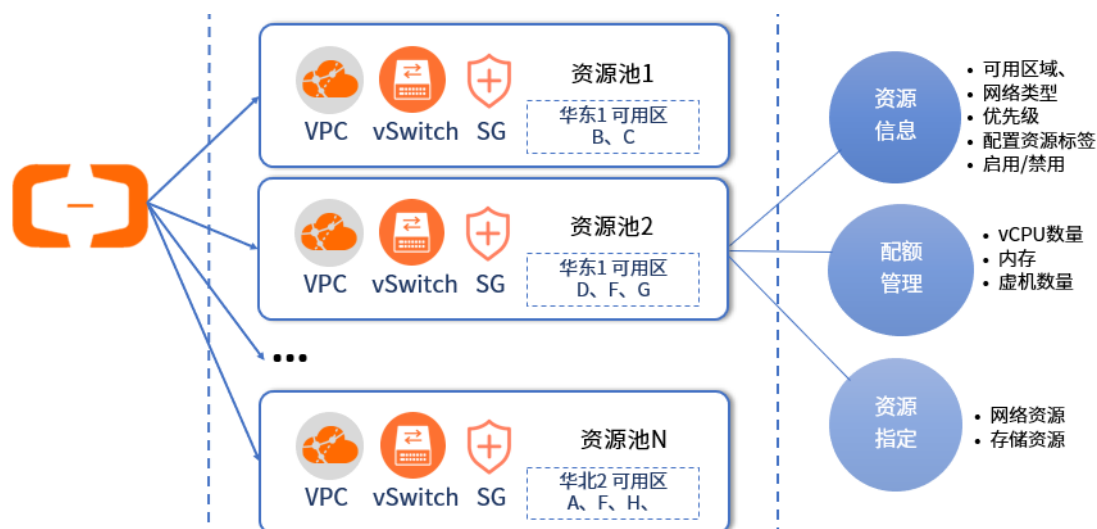 资源池1
VPC
vSwitch
SG
华东1 可用区
B、C
资源池2
VPC
vSwitch
SG
华东1 可用区
D、F、G
•••
资源池N
VPC
vSwitch
SG
华北2 可用区
A、F、H、
资源
信息
• 可用区域、
• 网络类型
• 优先级
• 配置资源标签
• 启用/禁用
配额
管理
• vCPU数量
• 内存
• 虚机数量
资源
指定
• 网络资源
• 存储资源